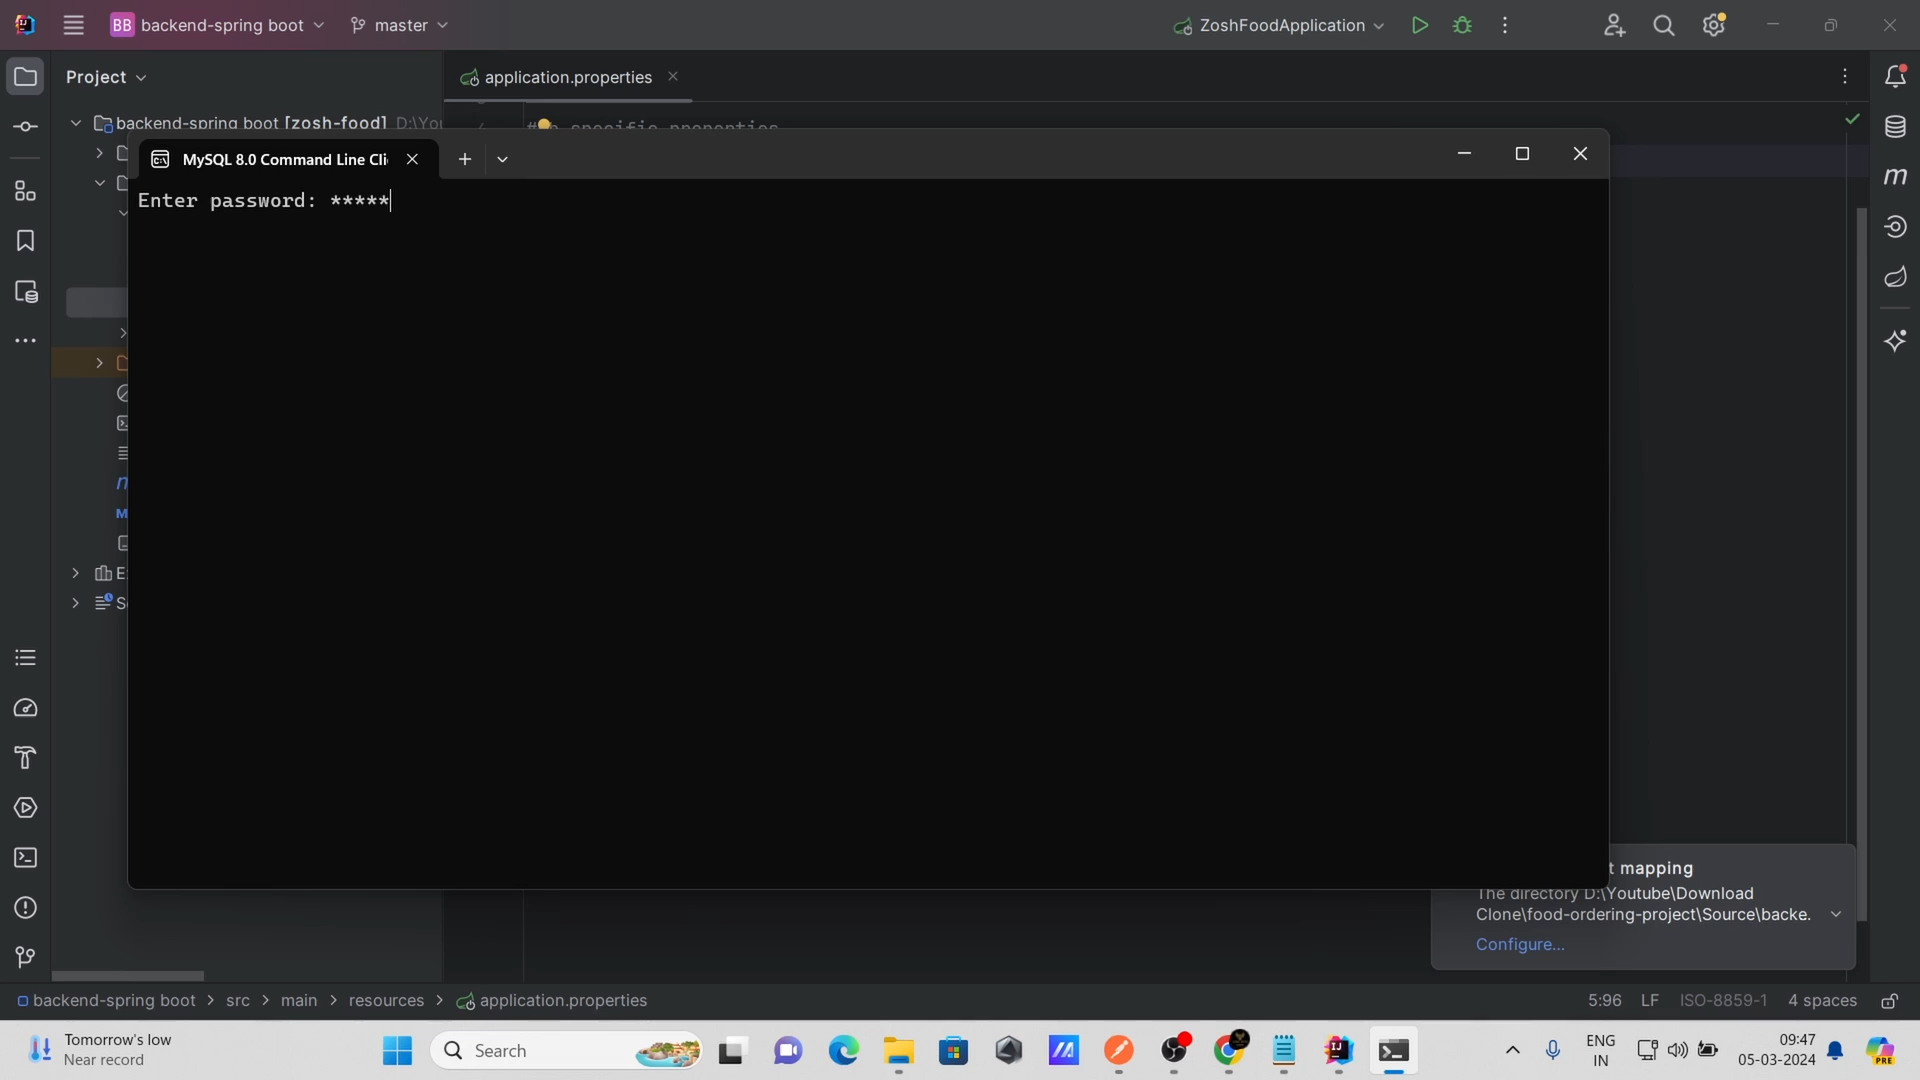 BB backend-spring boot
master
ZoshFoodApplication
Project
application.properties
backend-spring boot [zosh-food]
MySQL 8.0 Command Line Cli
Enter password: *****
t mapping
The directory D:\Youtube\Download
Clone\food-ordering-project\Source\backe.
Configure...
backend-spring boot > src > main > resources > application.properties
5:96 LF ISO-8859-1 4 spaces
Tomorrow's low
Near record
Search
ENG
IN
09:47
05-03-2024
PRE